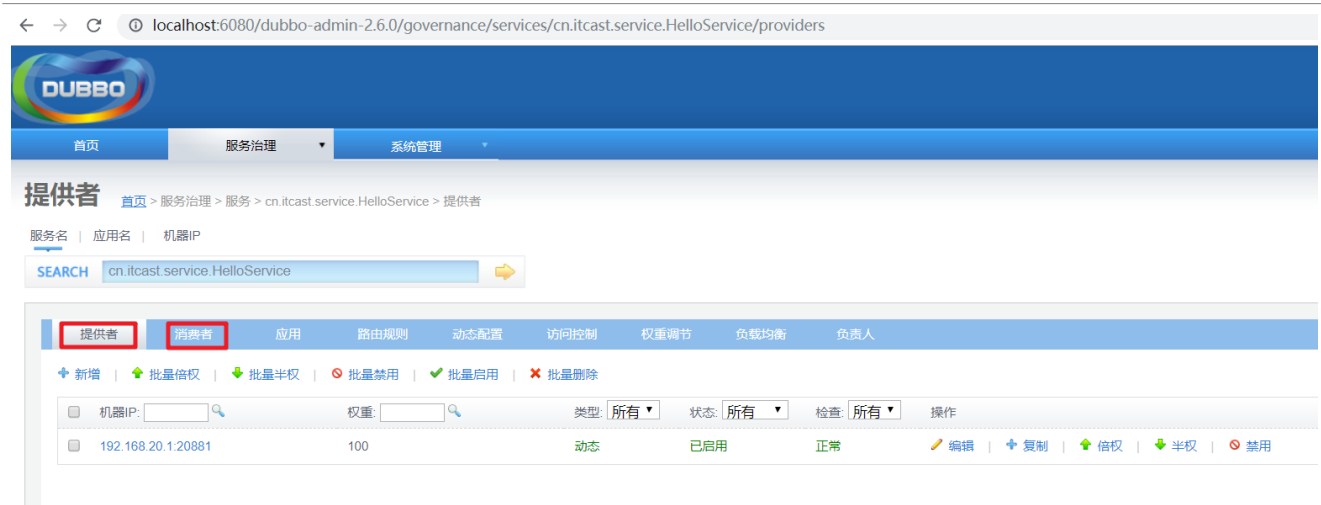 localhost:6080/dubbo-admin-2.6.0/governance/services/cn.itcast.service.HelloService/providers
DUBBO
首页 服务治理 系统管理
提供者 首页 > 服务治理 > 服务 > cn.itcast.service.HelloService > 提供者
服务名 | 应用名 | 机器IP
SEARCH cn.itcast.service.HelloService
提供者 消费者 应用 路由规则 动态配置 访问控制 权重调节 负载均衡 负责人
新增 | 批量倍权 | 批量半权 | 批量禁用 | 批量启用 | 批量删除
机器IP: 权重: 类型: 所有 状态: 所有 检查: 所有 操作
192.168.20.1:20881 100 动态 已启用 正常 编辑 | 复制 | 倍权 | 半权 | 禁用